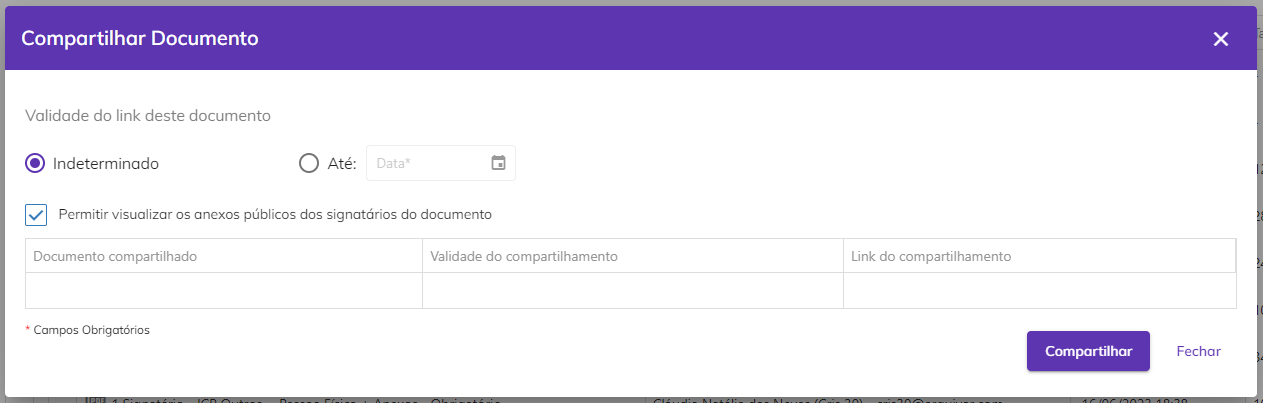 Compartilhar Documento
Validade do link deste documento
Indeterminado
Até: Data*
Permitir visualizar os anexos públicos dos signatários do documento
Documento compartilhado Validade do compartilhamento Link do compartilhamento
* Campos Obrigatórios
Compartilhar Fechar